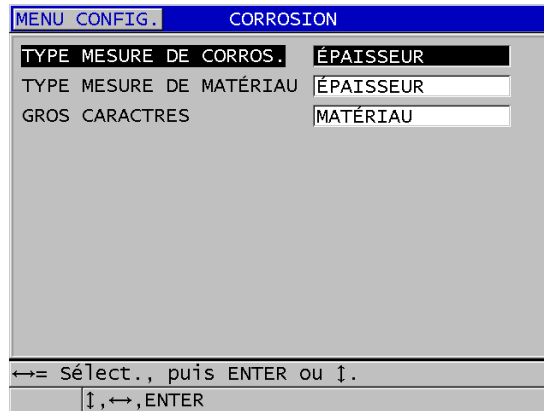 MENU CONFIG. CORROSION
TYPE MESURE DE CORROS. ÉPAISSEUR
TYPE MESURE DE MATÉRIAU ÉPAISSEUR
GROS CARACTRES MATÉRIAU
↔= Sélect., puis ENTER ou ↕.
↕,↔,ENTER